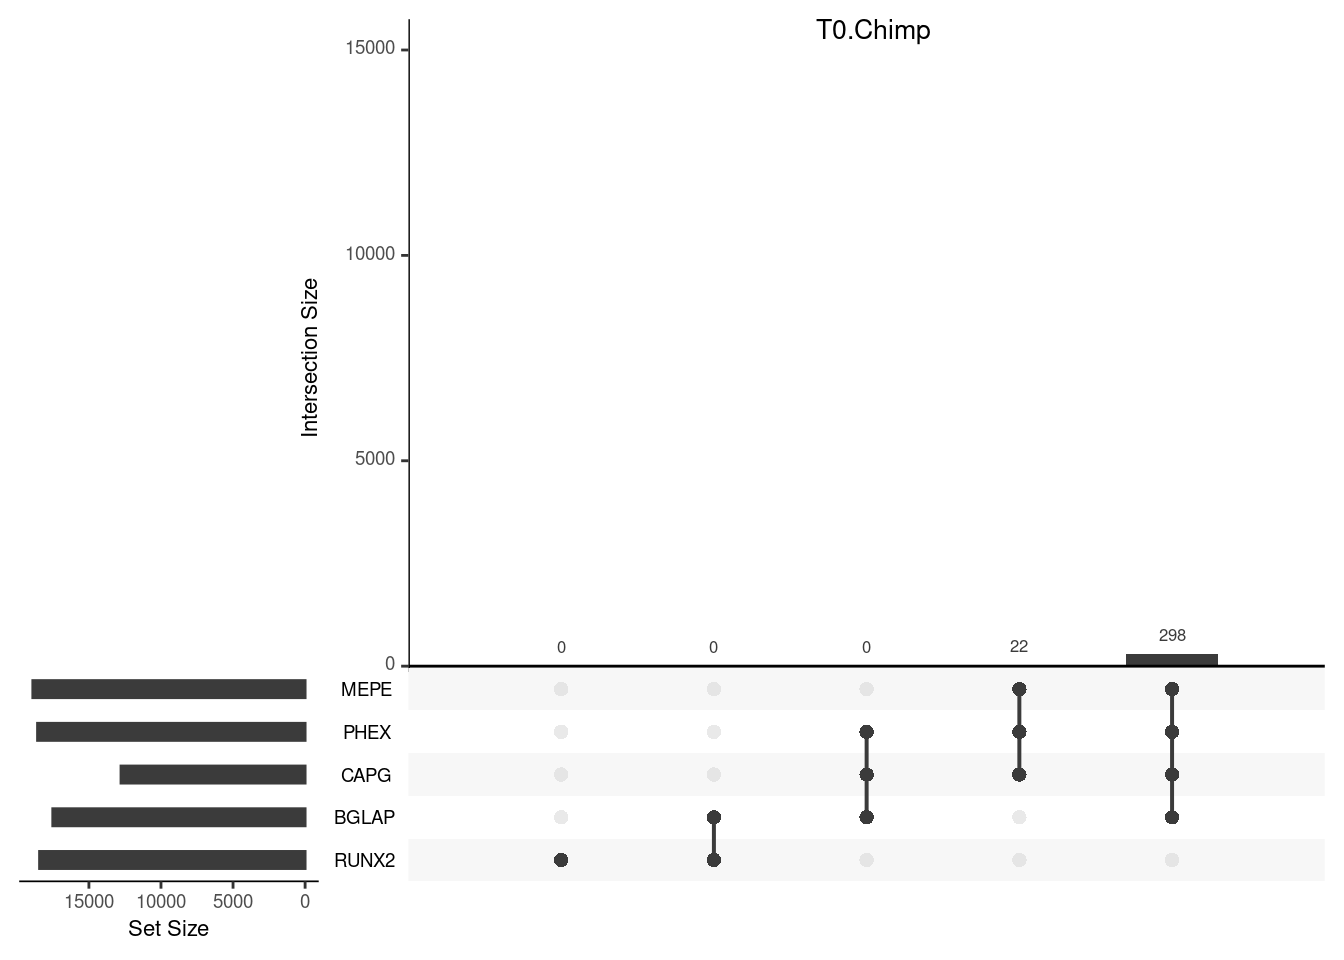 T0.Chimp
15000
10000
5000
0
Intersection Size
0 0 0 22 298
MEPE
PHEX
CAPG
BGLAP
RUNX2
15000 10000 5000 0
Set Size